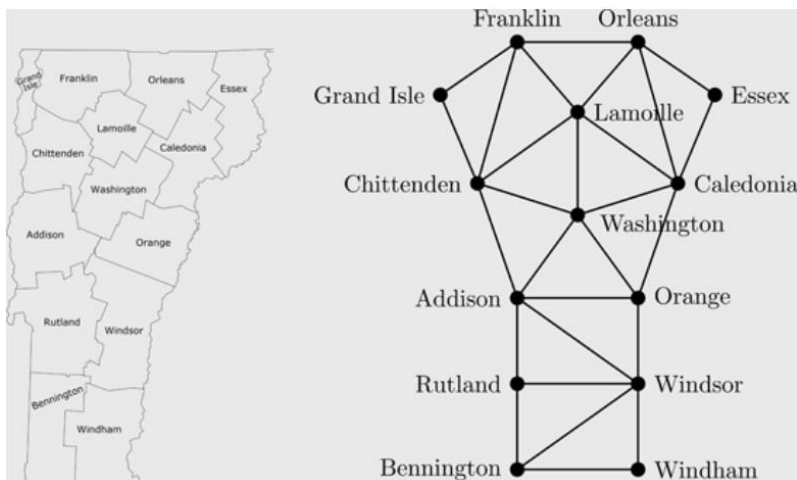 Grand Isle
Franklin
Orleans
Essex
Lamoille
Chittenden
Caledonia
Washington
Addison
Orange
Rutland
Windsor
Bennington
Windham
Franklin
Orleans
Grand Isle
Lamoille
Essex
Chittenden
Caledonia
Washington
Addison
Orange
Rutland
Windsor
Bennington
Windham